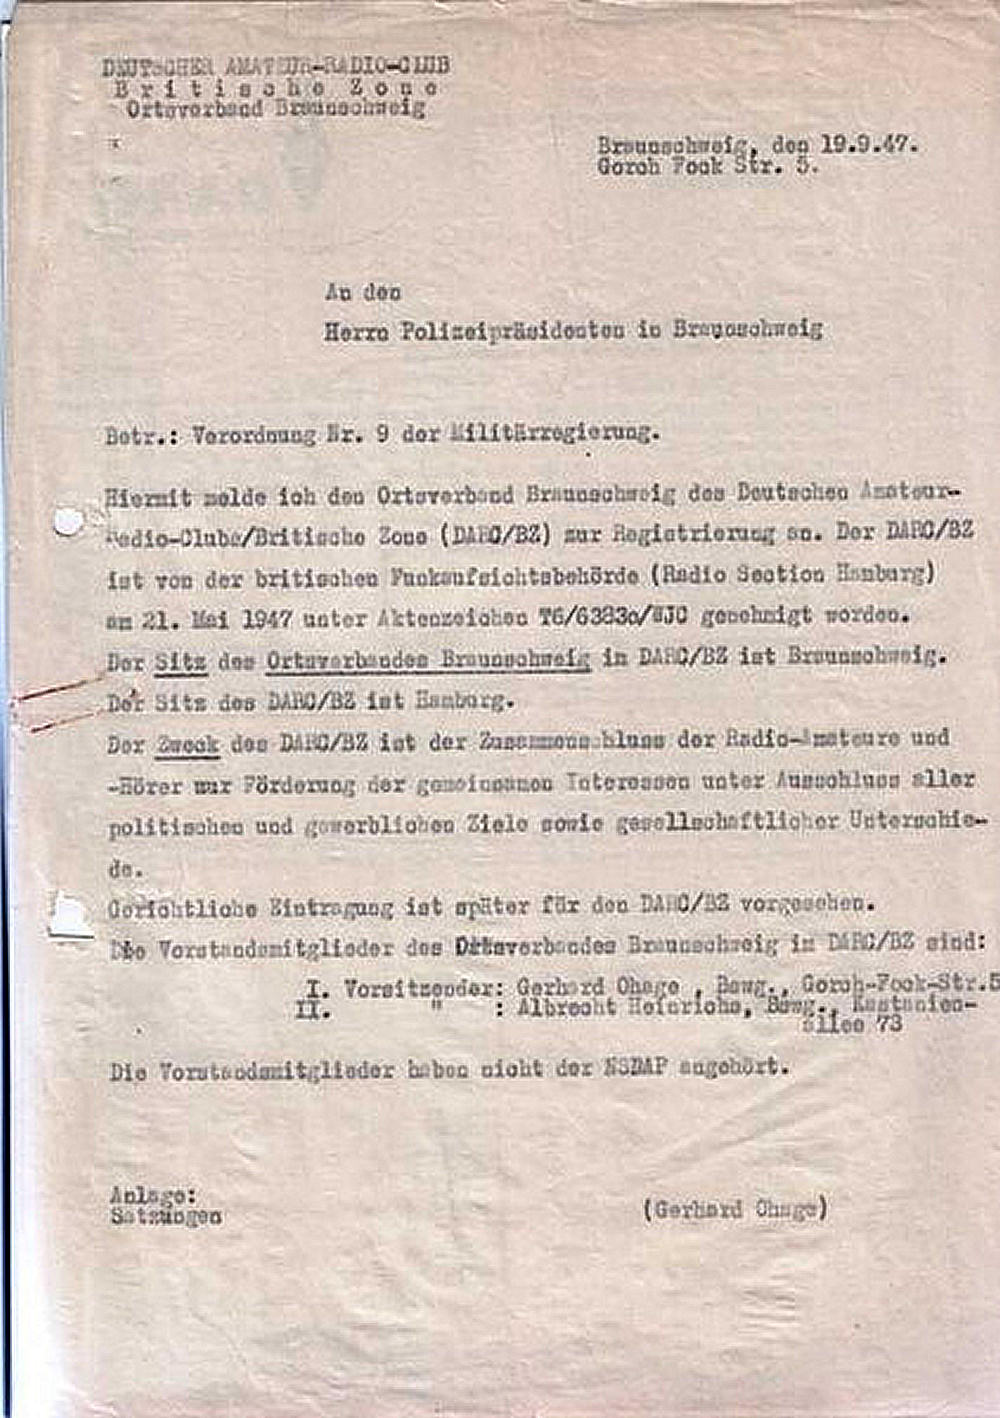 DEUTSCHER AMATEUR-RADIO-CLUB
Britische Zone
Ortsverband Braunschweig
Braunschweig, den 19.9.47.
Goroh Fock Str. 5.
An den
Herrn Polizeipräsidenten in Braunschweig
Betr.: Verordnung Nr. 9 der Militärregierung.
Hiermit melde ich den Ortsverband Braunschweig des Deutschen Amateur-
Radio-Clubs/Britische Zone (DARC/BZ) zur Registrierung an. Der DARC/BZ
ist von der britischen Funkaufsichtsbehörde (Radio Section Hamburg)
am 21. Mai 1947 unter Aktenzeichen T6/6383c/WJC genehmigt worden.
Der Sitz des Ortsverbandes Braunschweig im DARC/BZ ist Braunschweig.
Der Sitz des DARC/BZ ist Hamburg.
Der Zweck des DARC/BZ ist der Zusammenschluss der Radio-Amateure und
-Hörer zur Förderung der gemeinsamen Interessen unter Ausschluss aller
politischen und gewerblichen Ziele sowie gesellschaftlicher Unterschie-
de.
Gerichtliche Eintragung ist später für den DARC/BZ vorgesehen.
Die Vorstandsmitglieder des Ortsverbandes Braunschweig im DARC/BZ sind:
I. Vorsitzender: Gerhard Ohage , Bswg., Goroh-Fock-Str.5
II. " : Albrecht Heinrichs, Bswg., Kastanien-
allee 73
Die Vorstandsmitglieder haben nicht der NSDAP angehört.
Anlage:
Satzungen
(Gerhard Ohage)